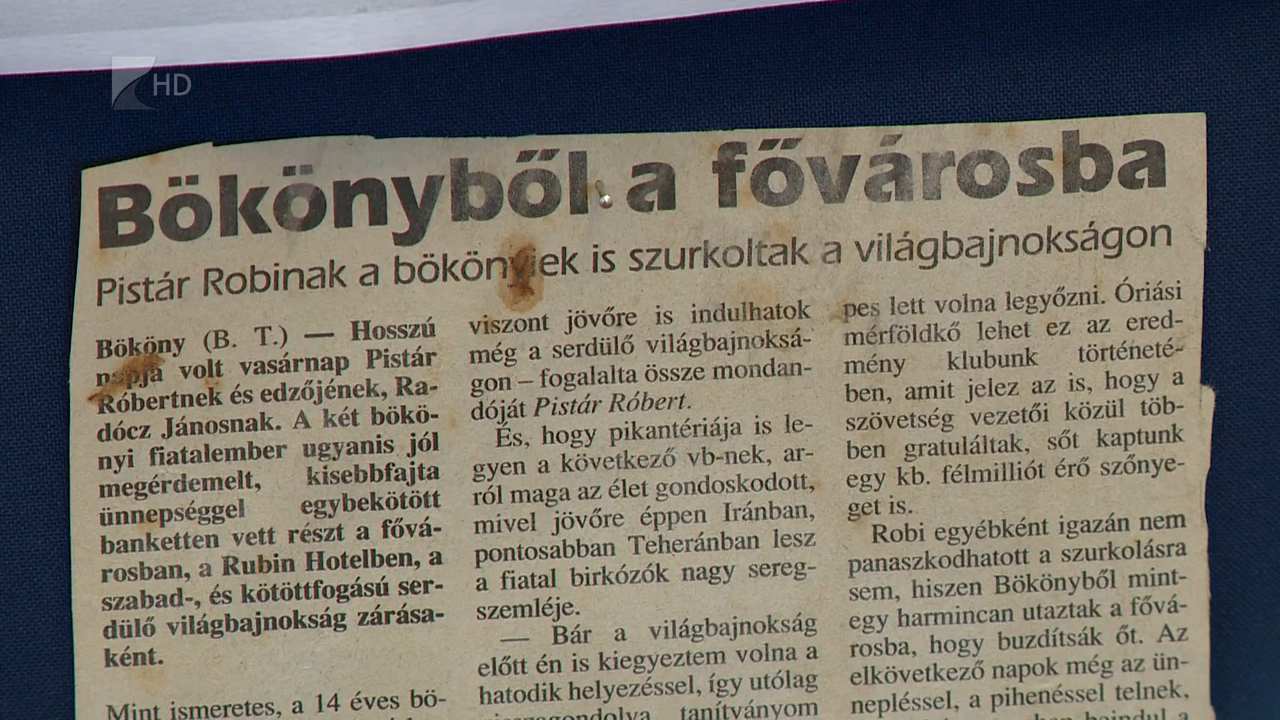 HD
Bökönyből a fővárosba
Pistár Robinak a bökönyiek is szurkoltak a világbajnokságon
Bököny (B. T.) — Hosszú
napja volt vasárnap Pistár
Róbertnek és edzőjének, Ra-
dócz Jánosnak. A két bökö-
nyi fiatalember ugyanis jól
megérdemelt, kisebbfajta
ünnepséggel egybekötött
banketten vett részt a fővá-
rosban, a Rubin Hotelben, a
szabad-, és kötöttfogású ser-
dülő világbajnokság zárása-
ként.
Mint ismeretes, a 14 éves bö-
viszont jövőre is indulhatok
még a serdülő világbajnoksá-
gon – fogalalta össze mondan-
dóját Pistár Róbert.
És, hogy pikantériája is le-
gyen a következő vb-nek, ar-
ról maga az élet gondoskodott,
mivel jövőre éppen Iránban,
pontosabban Teheránban lesz
a fiatal birkózók nagy sereg-
szemléje.
— Bár a világbajnokság
előtt én is kiegyeztem volna a
hatodik helyezéssel, így utólag
visszagondolva tanítványom
pes lett volna legyőzni. Óriási
mérföldkő lehet ez az ered-
mény klubunk történeté-
ben, amit jelez az is, hogy a
szövetség vezetői közül töb-
ben gratuláltak, sőt kaptunk
egy kb. félmilliót érő szőnye-
get is.
Robi egyébként igazán nem
panaszkodhatott a szurkolásra
sem, hiszen Bökönyből mint-
egy harmincan utaztak a fővá-
rosba, hogy buzdítsák őt. Az
elkövetkező napok még az ün-
nepléssel, a pihenéssel telnek,